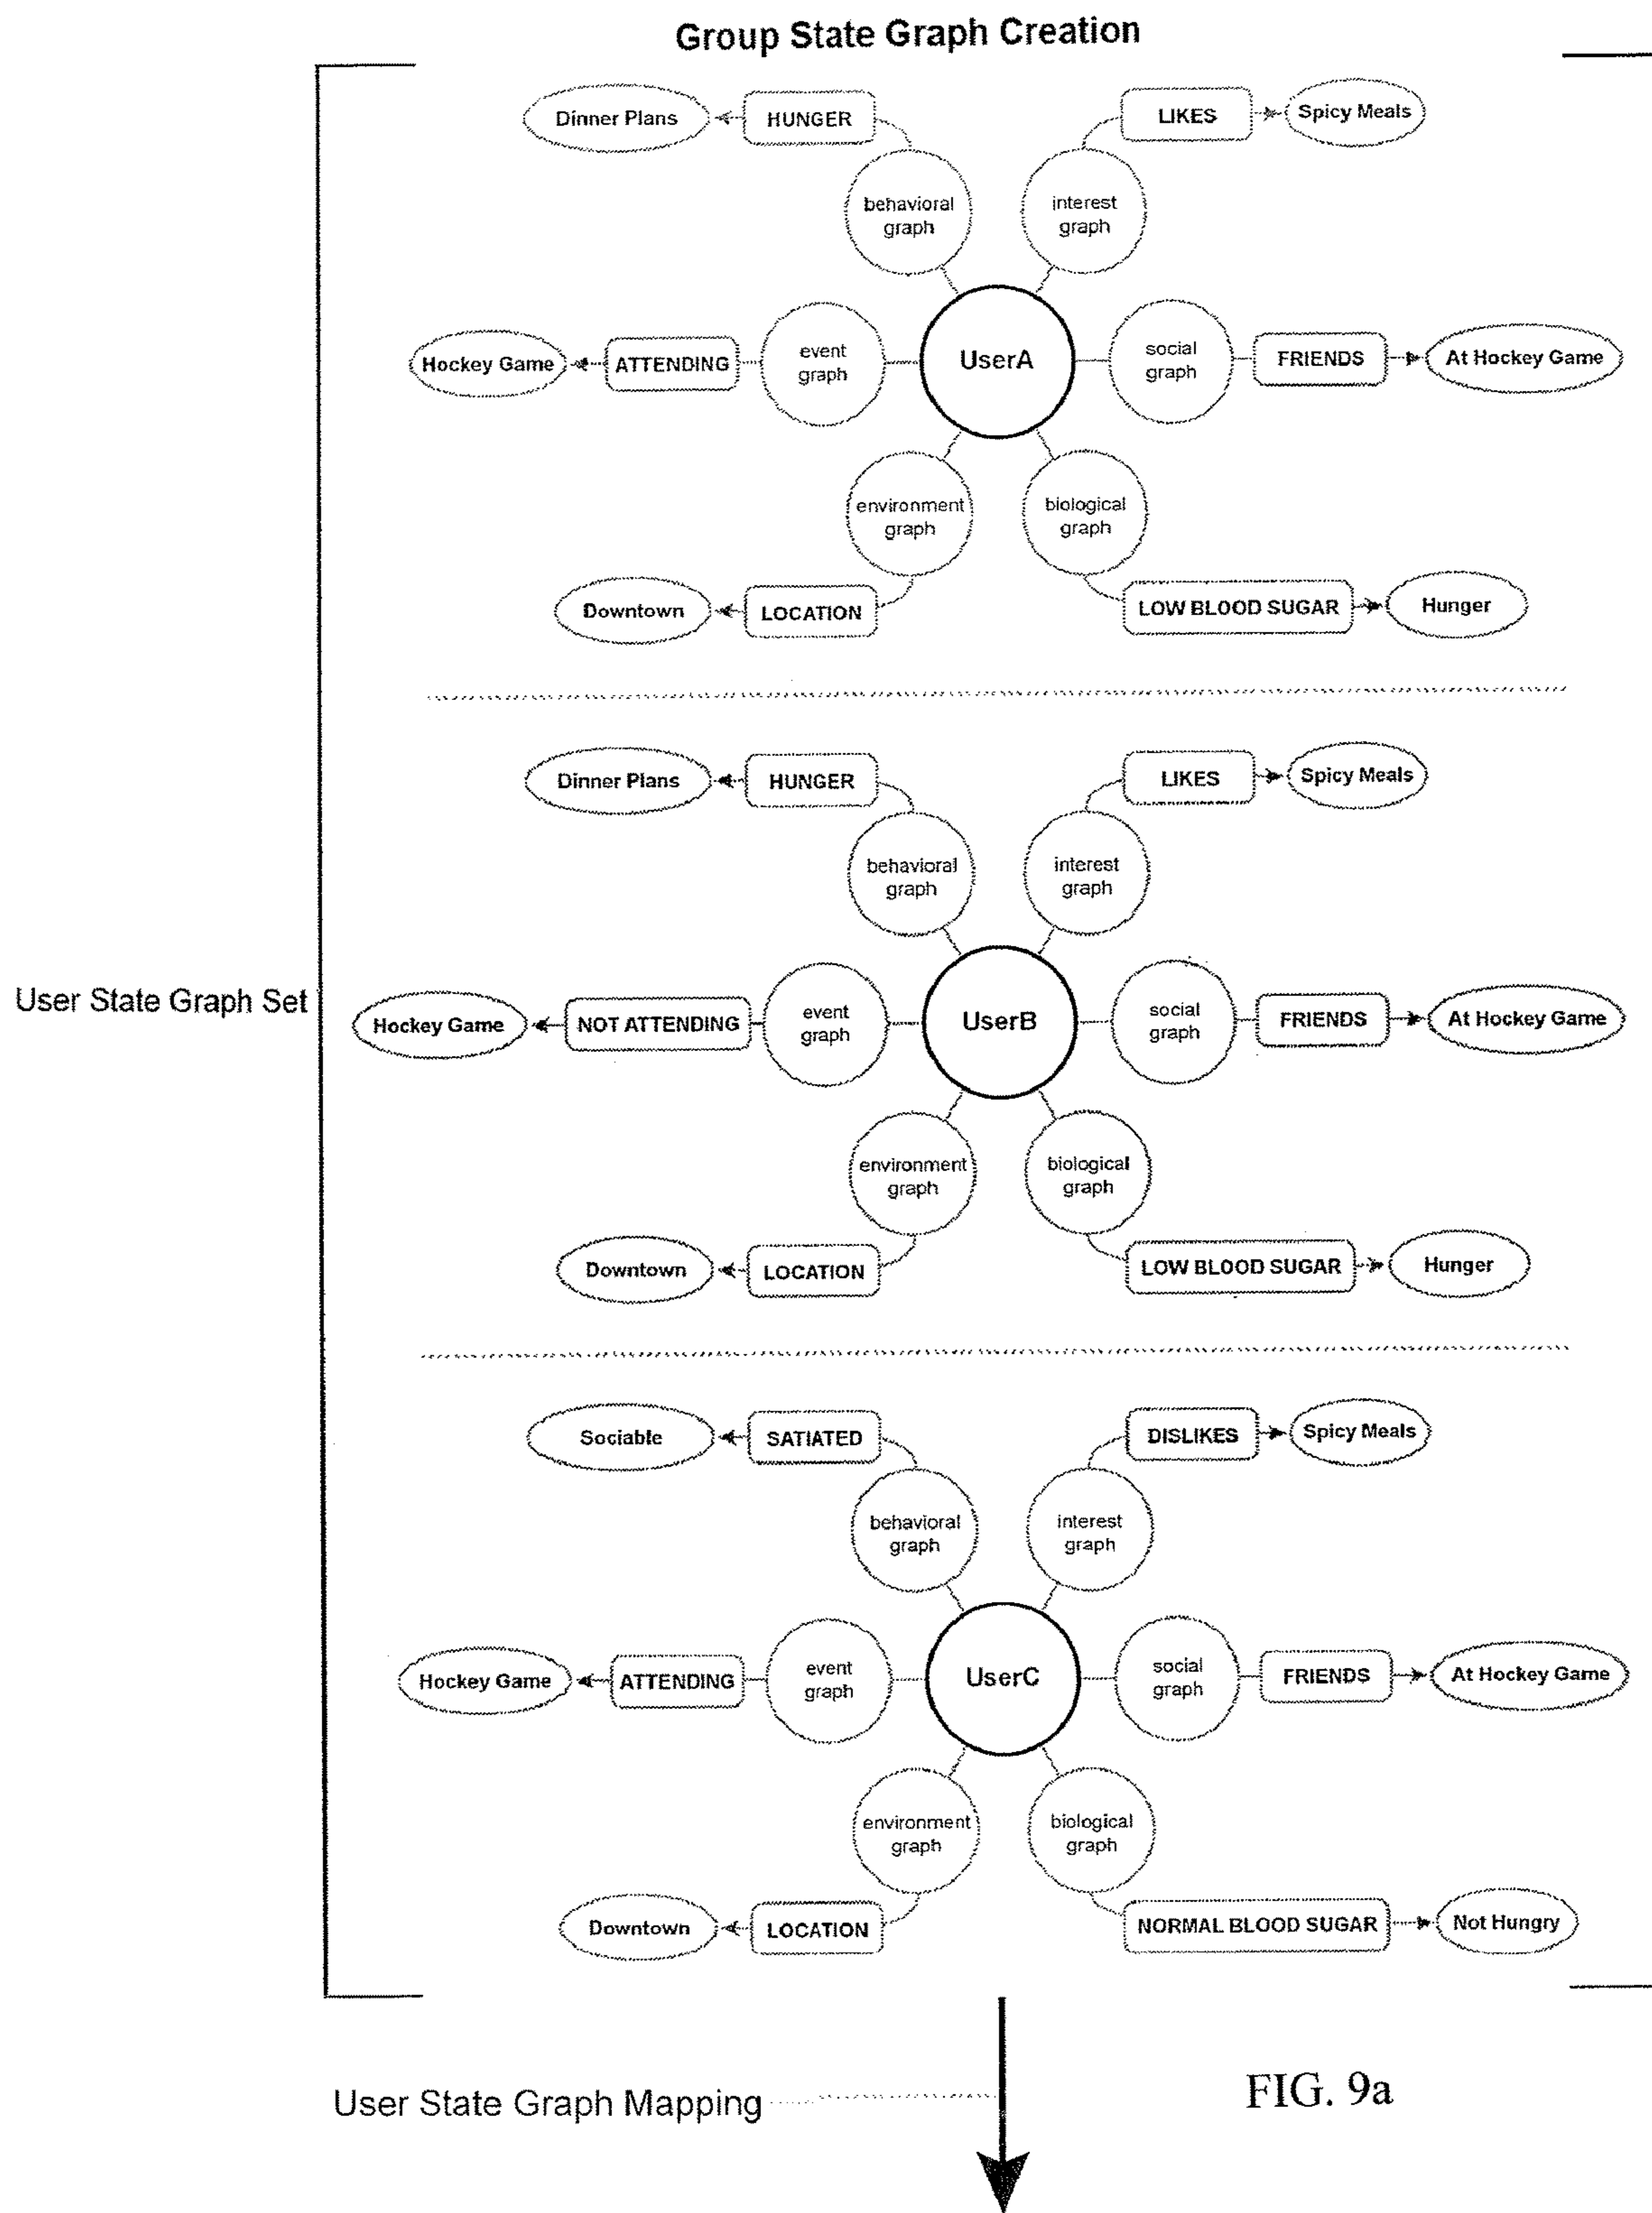 Group State Graph Creation
Dinner Plans
HUNGER
LIKES
Spicy Meals
behavioral
graph
interest
graph
Hockey Game
ATTENDING
event
graph
UserA
social
graph
FRIENDS
At Hockey Game
environment
graph
biological
graph
Downtown
LOCATION
LOW BLOOD SUGAR
Hunger
Dinner Plans
HUNGER
LIKES
Spicy Meals
behavioral
graph
interest
graph
User State Graph Set
Hockey Game
NOT ATTENDING
event
graph
UserB
social
graph
FRIENDS
At Hockey Game
environment
graph
biological
graph
Downtown
LOCATION
LOW BLOOD SUGAR
Hunger
Sociable
SATIATED
DISLIKES
Spicy Meals
behavioral
graph
interest
graph
Hockey Game
ATTENDING
event
graph
UserC
social
graph
FRIENDS
At Hockey Game
environment
graph
biological
graph
Downtown
LOCATION
NORMAL BLOOD SUGAR
Not Hungry
User State Graph Mapping
FIG. 9a